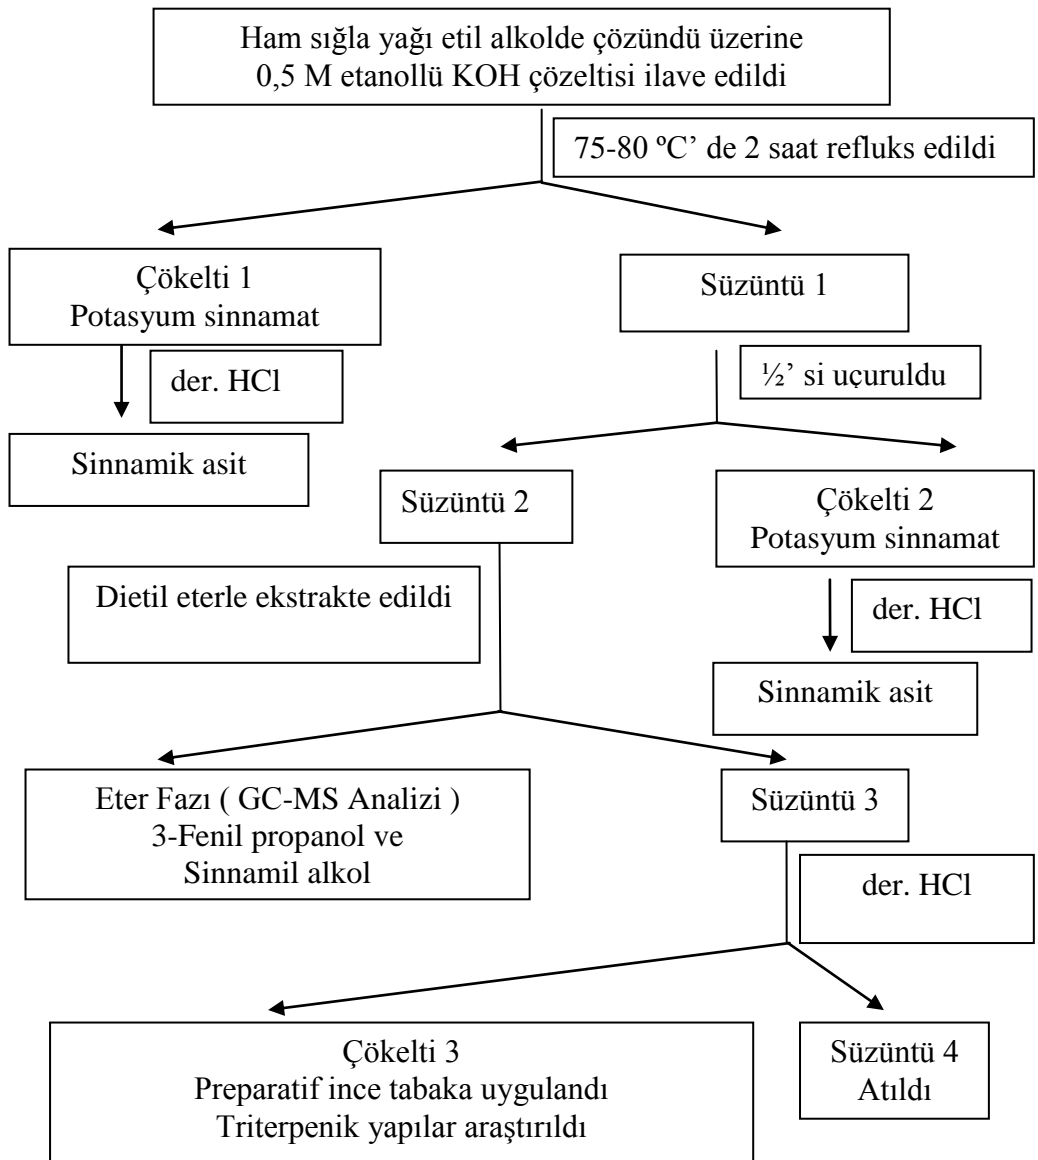 Ham sığla yağı etil alkolde çözündü üzerine
0,5 M etanollü KOH çözeltisi ilave edildi
75-80 ºC’ de 2 saat refluks edildi
Çökelti 1
Potasyum sinnamat
Süzüntü 1
der. HCl
½’ si uçuruldu
Sinnamik asit
Süzüntü 2
Çökelti 2
Potasyum sinnamat
Dietil eterle ekstrakte edildi
der. HCl
Sinnamik asit
Eter Fazı ( GC-MS Analizi )
3-Fenil propanol ve
Sinnamil alkol
Süzüntü 3
der. HCl
Çökelti 3
Preparatif ince tabaka uygulandı
Triterpenik yapılar araştırıldı
Süzüntü 4
Atıldı